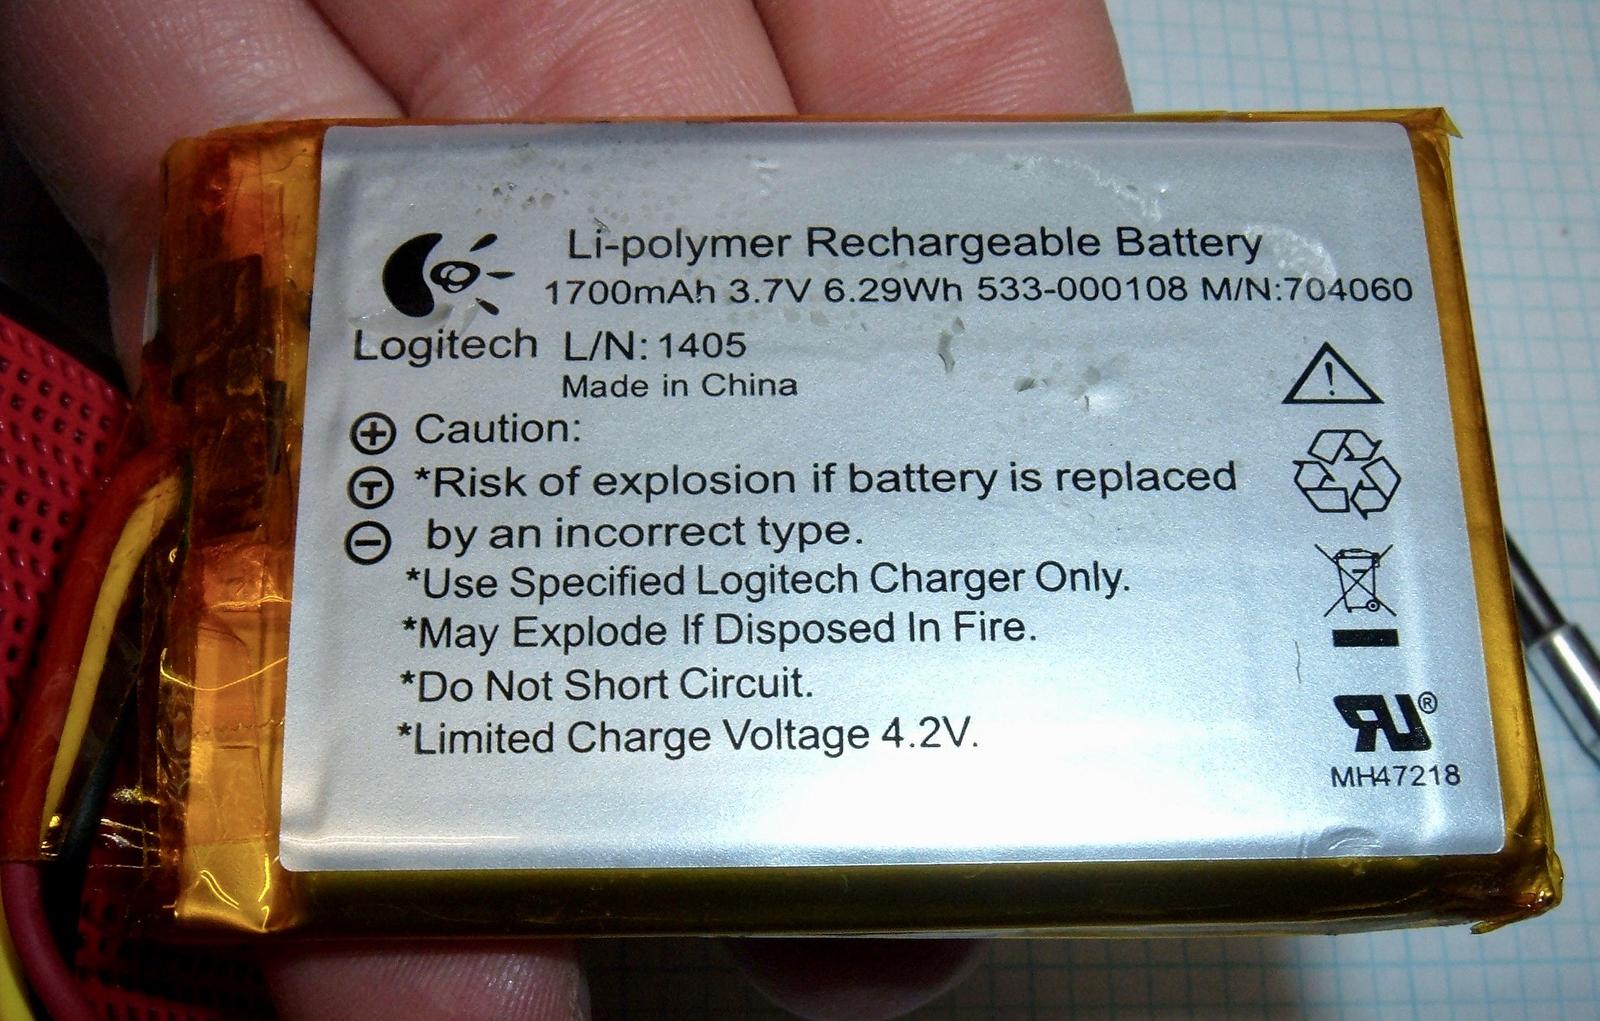 Li-polymer Rechargeable Battery
1700mAh 3.7V 6.29Wh 533-000108 M/N:704060
Logitech L/N: 1405
Made in China
+ Caution:
T *Risk of explosion if battery is replaced
− by an incorrect type.
*Use Specified Logitech Charger Only.
*May Explode If Disposed In Fire.
*Do Not Short Circuit.
*Limited Charge Voltage 4.2V.
RU®
MH47218